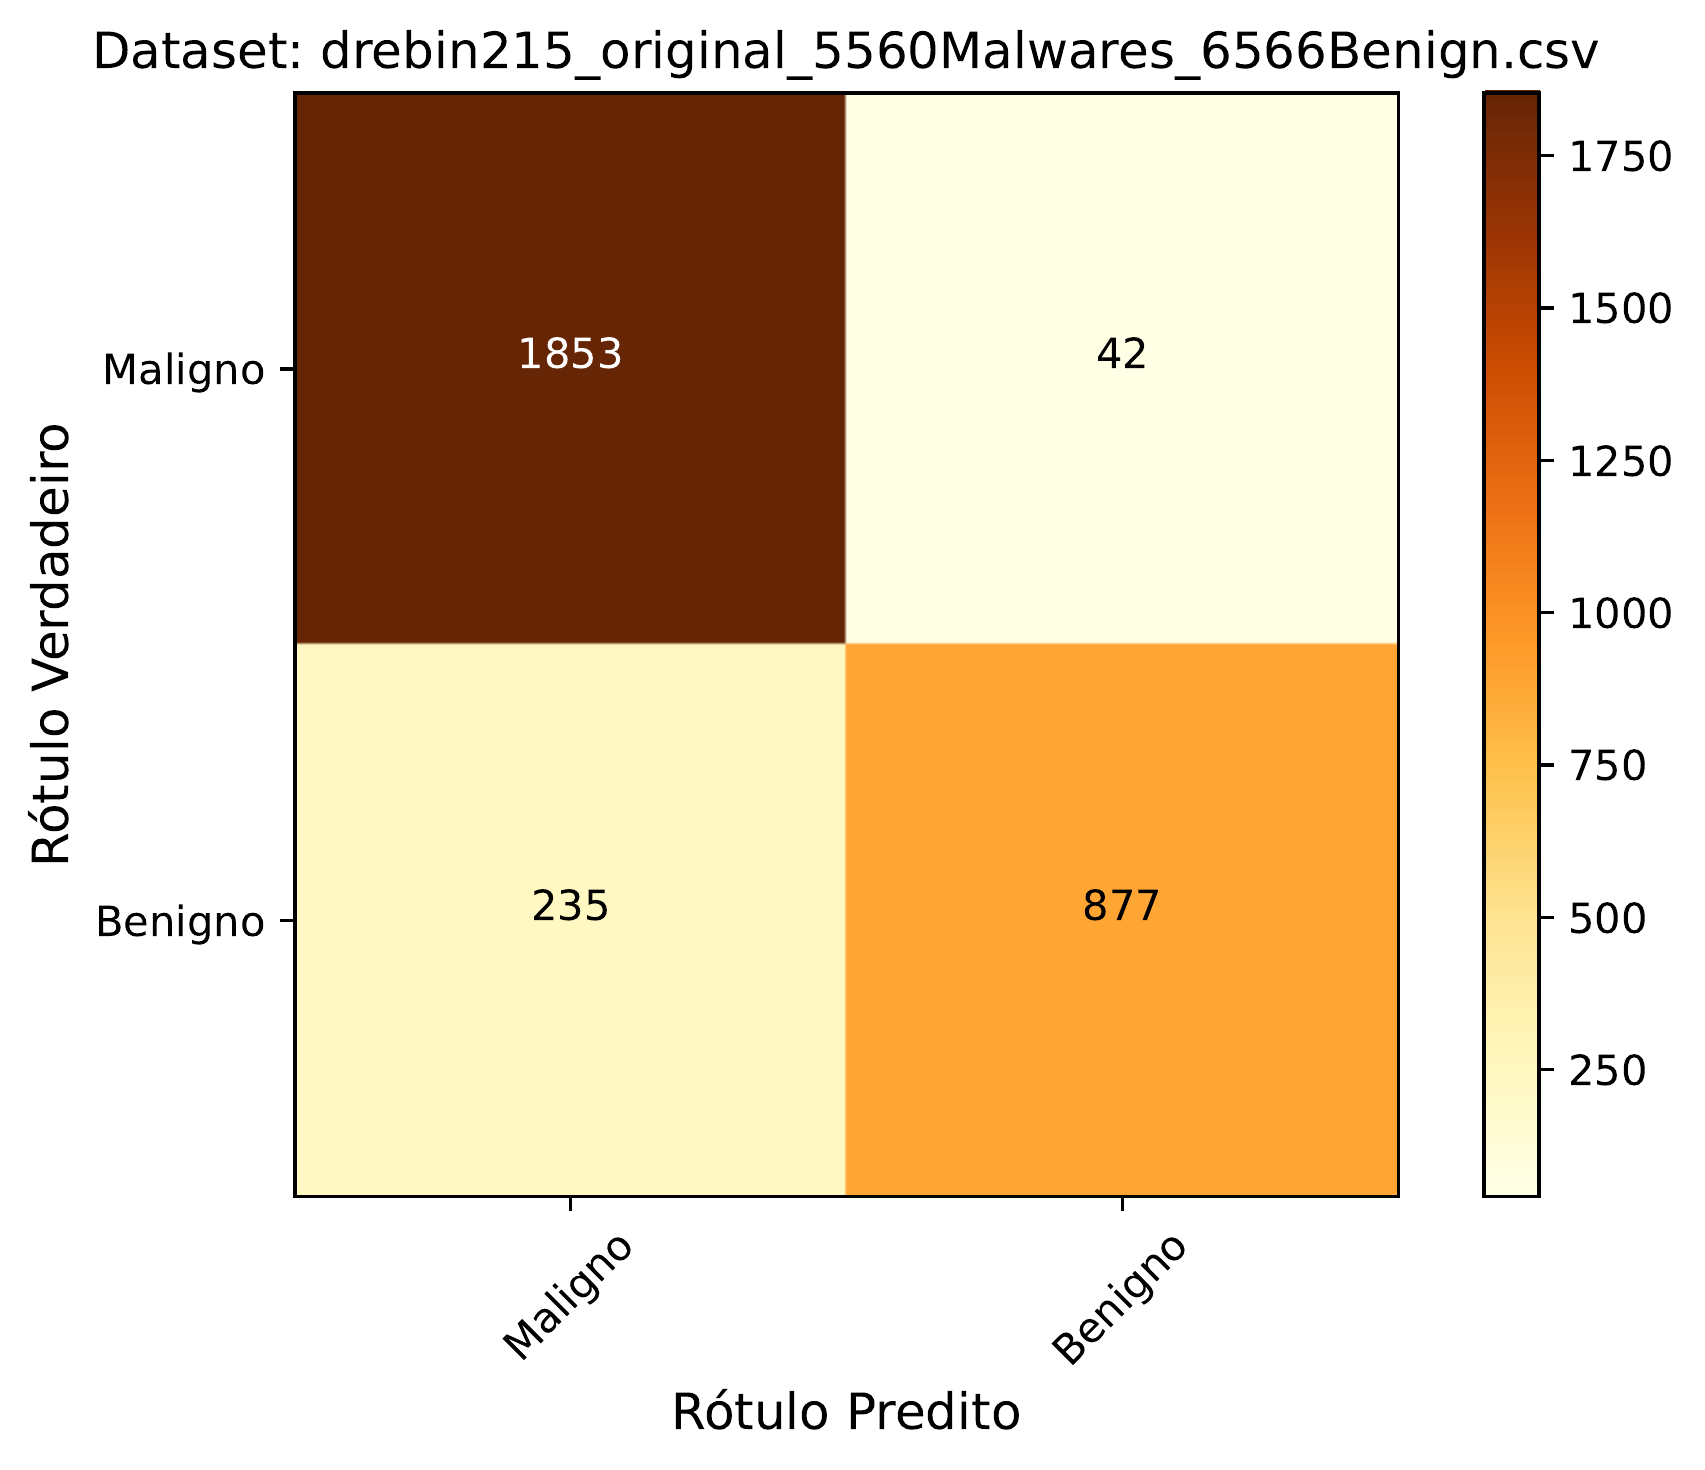 Dataset: drebin215_original_5560Malwares_6566Benign.csv
Rótulo Verdadeiro
Maligno
Benigno
1853
42
235
877
Maligno
Benigno
Rótulo Predito
1750
1500
1250
1000
750
500
250